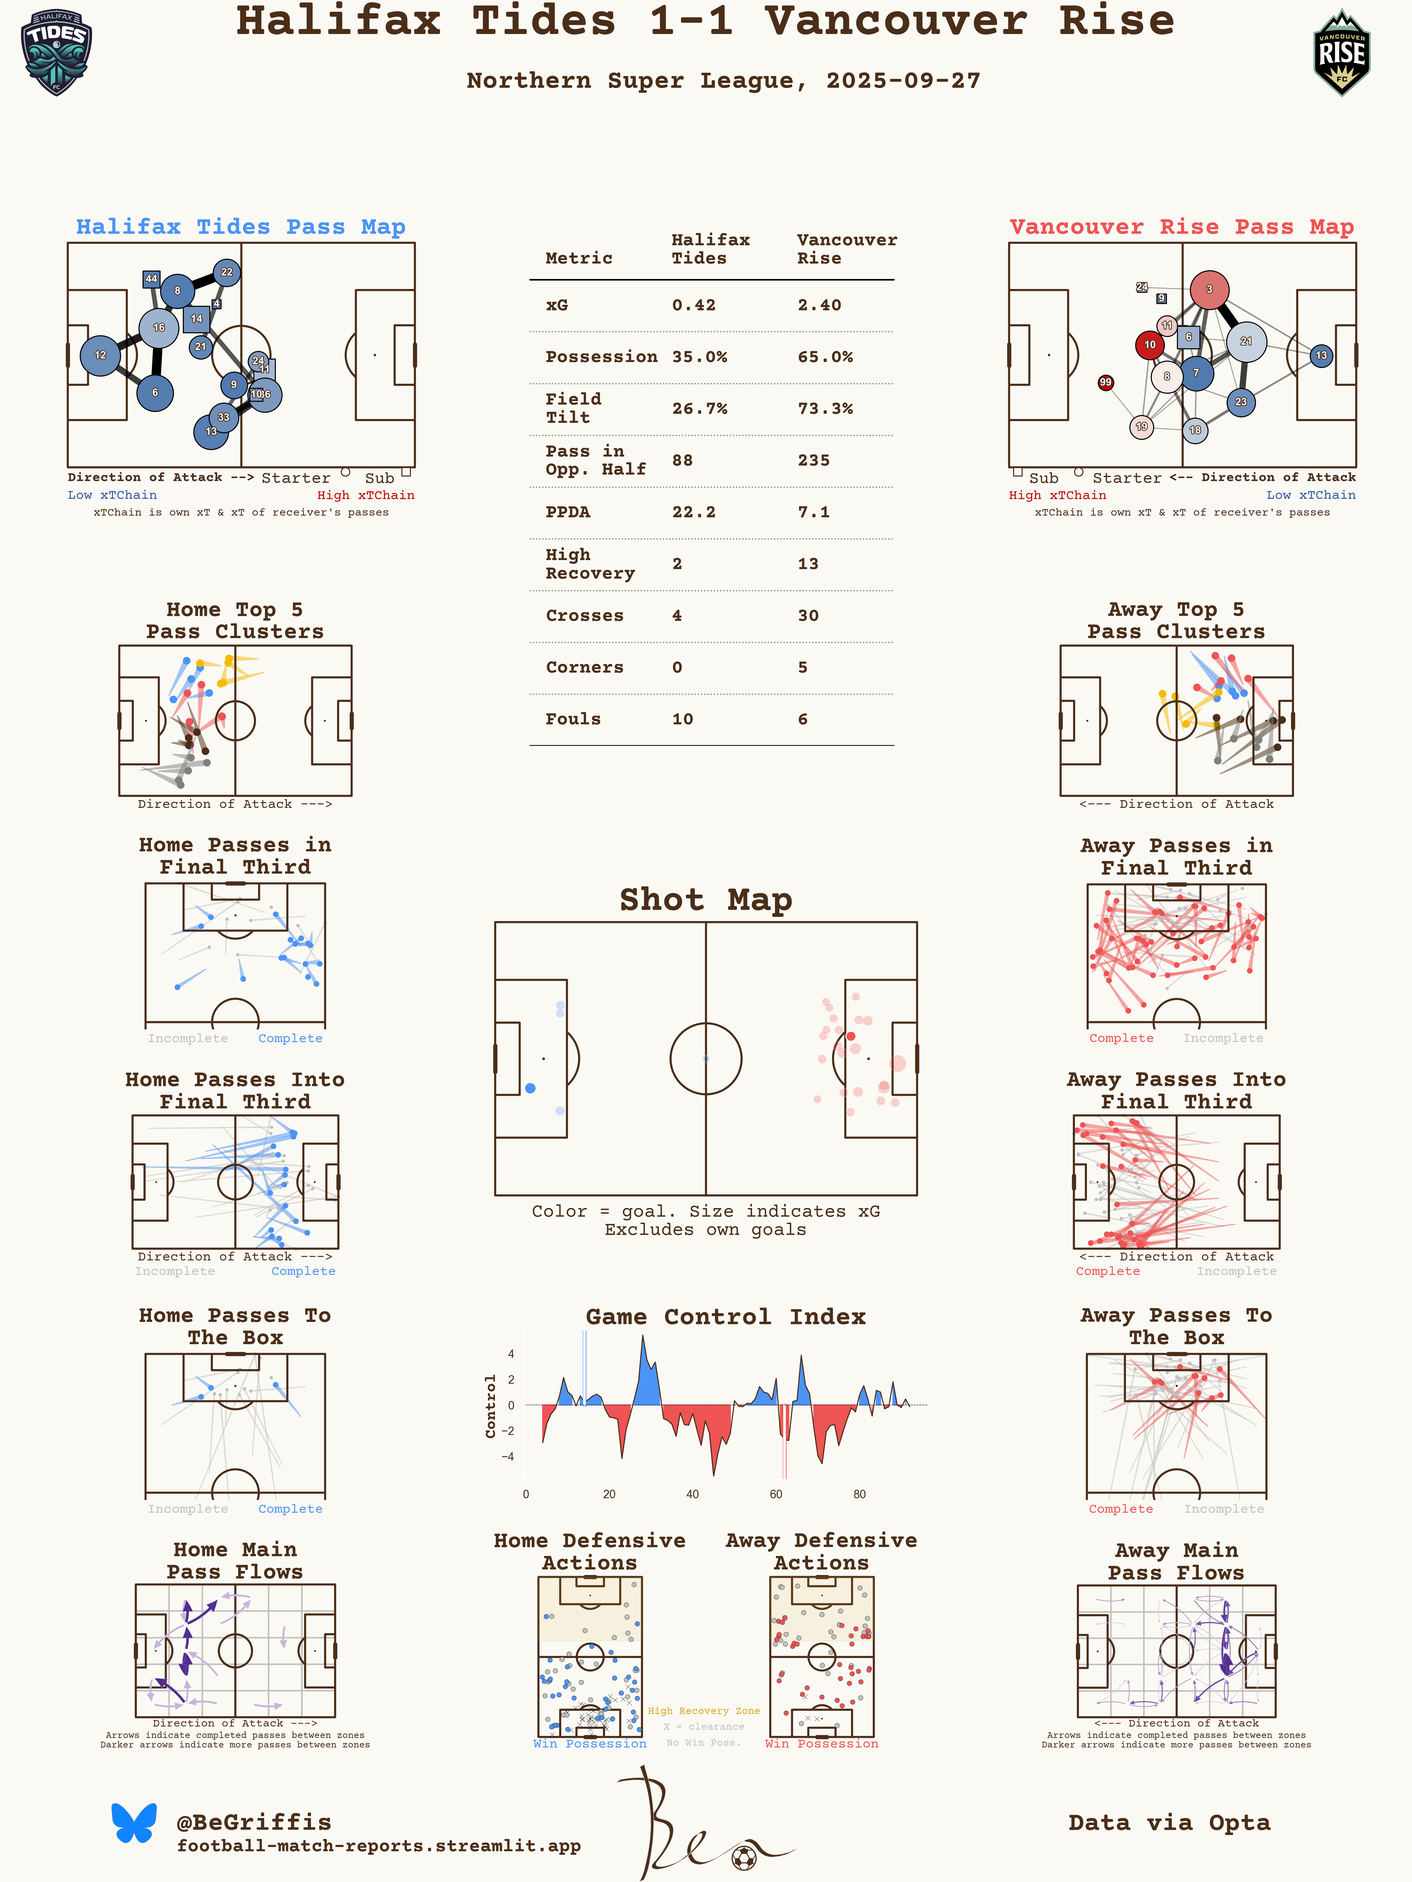 Halifax Tides 1-1 Vancouver Rise
Northern Super League, 2025-09-27
HALIFAX
TIDES
FC
VANCOUVER
RISE
FC
Halifax Tides Pass Map
44
8
22
4
16
14
21
12
6
24
11
9
10
36
33
13
Direction of Attack --> Starter Sub
Low xTChain High xTChain
xTChain is own xT & xT of receiver's passes
Metric Halifax Tides Vancouver Rise
xG 0.42 2.40
Possession 35.0% 65.0%
Field Tilt 26.7% 73.3%
Pass in Opp. Half 88 235
PPDA 22.2 7.1
High Recovery 2 13
Crosses 4 30
Corners 0 5
Fouls 10 6
Vancouver Rise Pass Map
24
9
3
11
10
6
21
13
8
7
99
23
19
18
Sub Starter <-- Direction of Attack
High xTChain Low xTChain
xTChain is own xT & xT of receiver's passes
Home Top 5
Pass Clusters
Direction of Attack --->
Away Top 5
Pass Clusters
<--- Direction of Attack
Home Passes in
Final Third
Incomplete Complete
Away Passes in
Final Third
Complete Incomplete
Shot Map
Color = goal. Size indicates xG
Excludes own goals
Home Passes Into
Final Third
Direction of Attack --->
Incomplete Complete
Away Passes Into
Final Third
<--- Direction of Attack
Complete Incomplete
Home Passes To
The Box
Incomplete Complete
Game Control Index
Control
4
2
0
−2
−4
0 20 40 60 80
Away Passes To
The Box
Complete Incomplete
Home Main
Pass Flows
Direction of Attack --->
Arrows indicate completed passes between zones
Darker arrows indicate more passes between zones
Home Defensive
Actions
Win Possession
High Recovery Zone
X = clearance
No Win Poss.
Away Defensive
Actions
Win Possession
Away Main
Pass Flows
<--- Direction of Attack
Arrows indicate completed passes between zones
Darker arrows indicate more passes between zones
@BeGriffis
football-match-reports.streamlit.app
Ben
Data via Opta